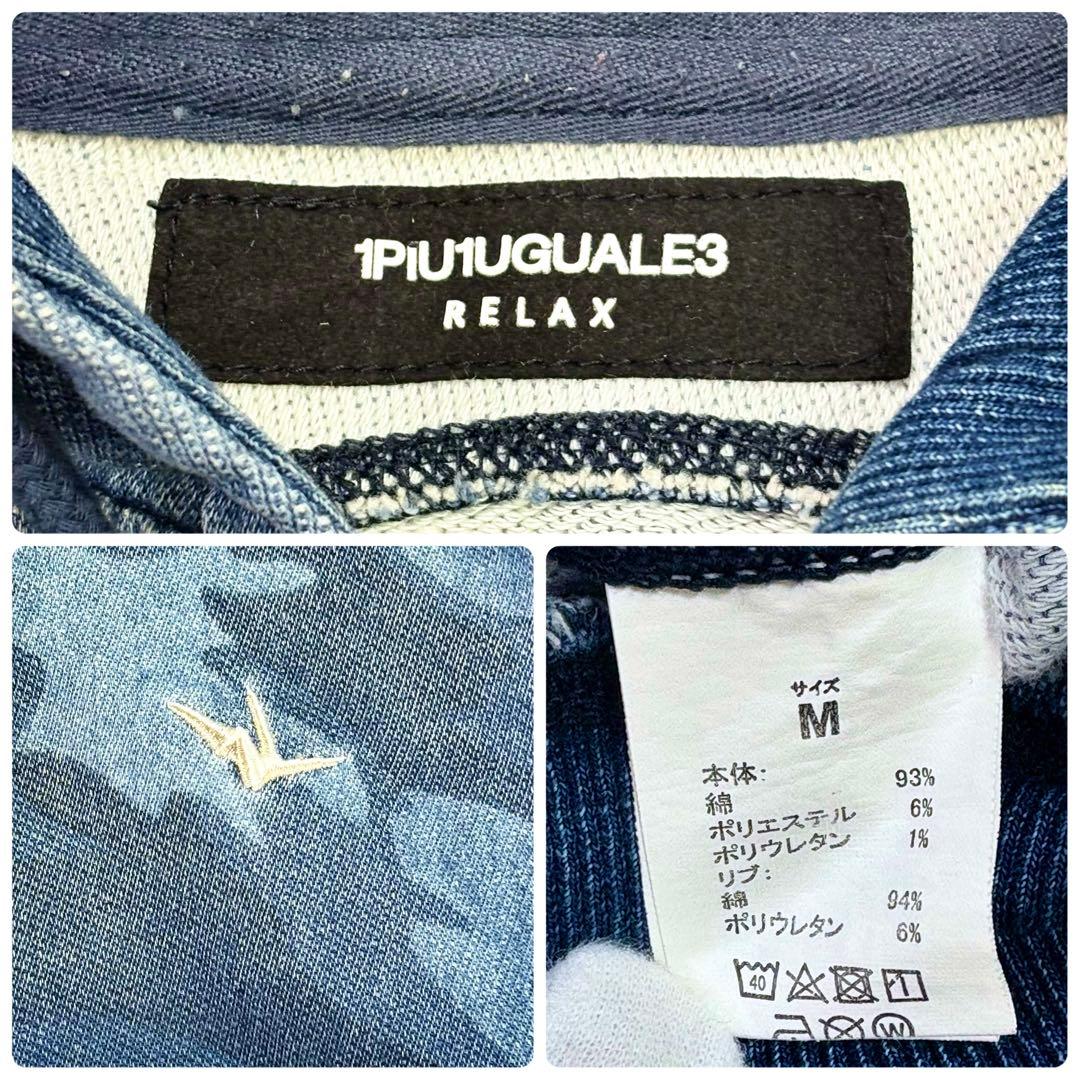 1PIU1UGUALE3
RELAX
サイズ
M
本体:
綿 93%
ポリエステル 6%
ポリウレタン 1%
リブ:
綿 94%
ポリウレタン 6%
40
W